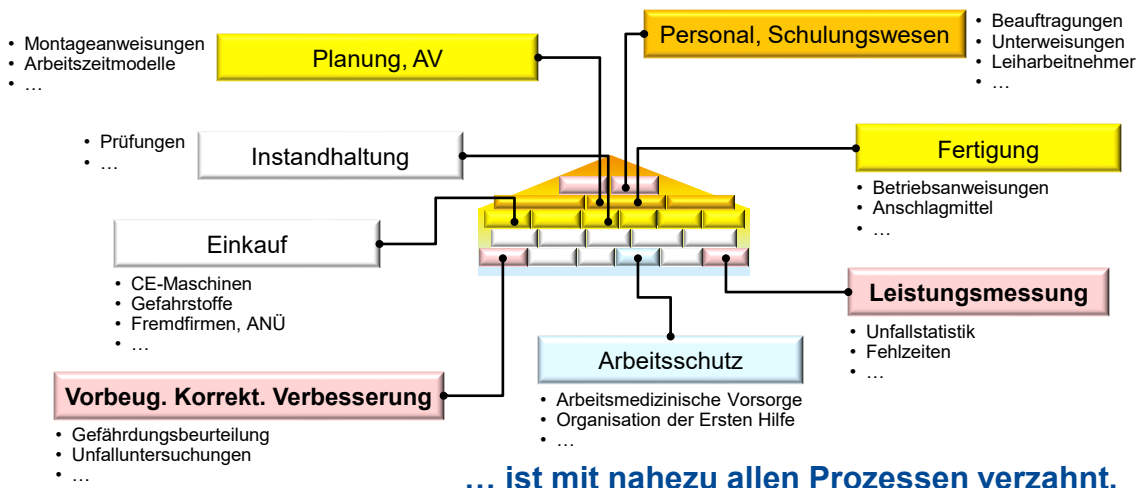 • Montageanweisungen
• Arbeitszeitmodelle
• …
Planung, AV
Personal, Schulungswesen
• Beauftragungen
• Unterweisungen
• Leiharbeitnehmer
• …
• Prüfungen
• …
Instandhaltung
Fertigung
• Betriebsanweisungen
• Anschlagmittel
• …
Einkauf
• CE-Maschinen
• Gefahrstoffe
• Fremdfirmen, ANÜ
• …
Leistungsmessung
• Unfallstatistik
• Fehlzeiten
• …
Arbeitsschutz
• Arbeitsmedizinische Vorsorge
• Organisation der Ersten Hilfe
• …
Vorbeug. Korrekt. Verbesserung
• Gefährdungsbeurteilung
• Unfalluntersuchungen
• …
… ist mit nahezu allen Prozessen verzahnt.